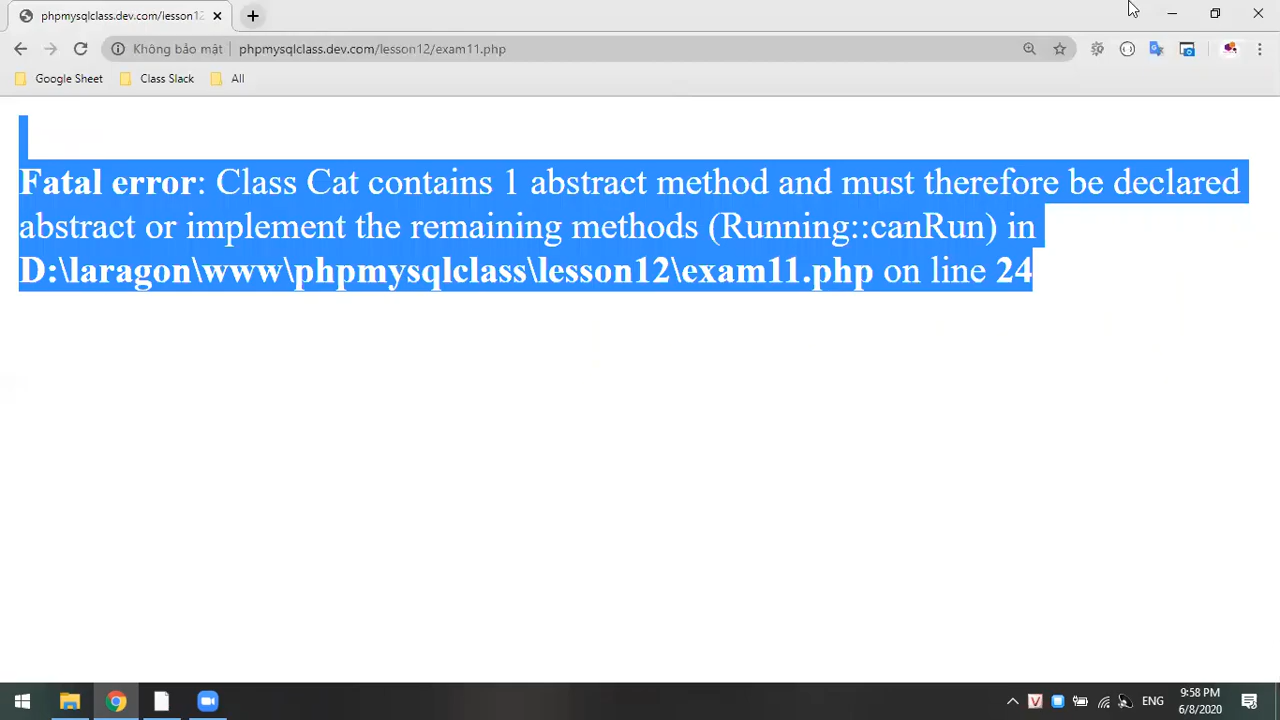 phpmysqlclass.dev.com/lesson12
Không bảo mật
phpmysqlclass.dev.com/lesson12/exam11.php
Google Sheet
Class Slack
All
Fatal error: Class Cat contains 1 abstract method and must therefore be declared
abstract or implement the remaining methods (Running::canRun) in
D:\laragon\www\phpmysqlclass\lesson12\exam11.php on line 24
V
ENG
9:58 PM
6/8/2020